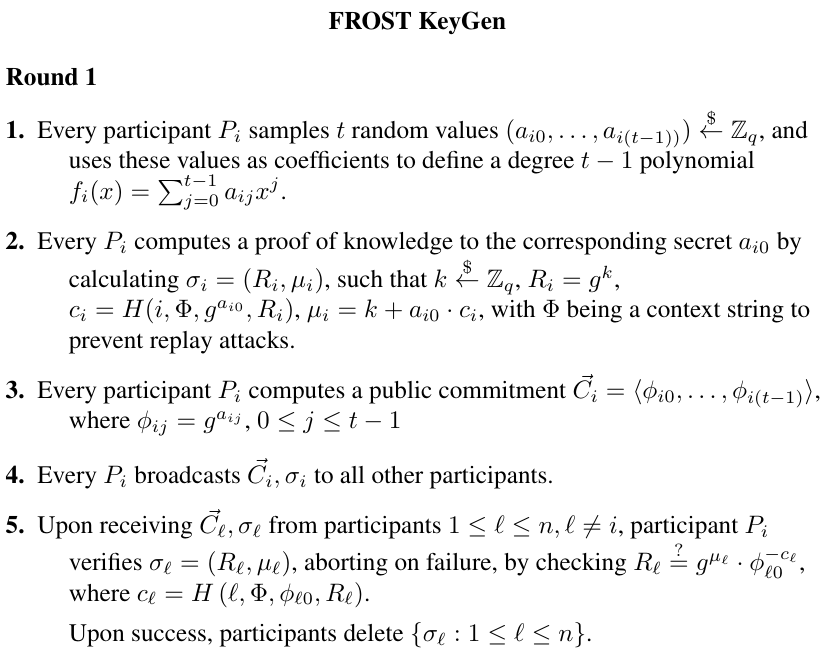 FROST KeyGen
Round 1
1. Every participant $P_i$ samples $t$ random values $(a_{i0}, \ldots, a_{i(t-1)}) \stackrel{\$}{\leftarrow} \mathbb{Z}_q$, and
uses these values as coefficients to define a degree $t-1$ polynomial
$f_i(x) = \sum_{j=0}^{t-1} a_{ij} x^j$.
2. Every $P_i$ computes a proof of knowledge to the corresponding secret $a_{i0}$ by
calculating $\sigma_i = (R_i, \mu_i)$, such that $k \stackrel{\$}{\leftarrow} \mathbb{Z}_q$, $R_i = g^k$,
$c_i = H(i, \Phi, g^{a_{i0}}, R_i)$, $\mu_i = k + a_{i0} \cdot c_i$, with $\Phi$ being a context string to
prevent replay attacks.
3. Every participant $P_i$ computes a public commitment $\vec{C}_i = \langle \phi_{i0}, \ldots, \phi_{i(t-1)} \rangle$,
where $\phi_{ij} = g^{a_{ij}}$, $0 \leq j \leq t-1$
4. Every $P_i$ broadcasts $\vec{C}_i, \sigma_i$ to all other participants.
5. Upon receiving $\vec{C}_\ell, \sigma_\ell$ from participants $1 \leq \ell \leq n, \ell \neq i$, participant $P_i$
verifies $\sigma_\ell = (R_\ell, \mu_\ell)$, aborting on failure, by checking $R_\ell \stackrel{?}{=} g^{\mu_\ell} \cdot \phi_{\ell 0}^{-c_\ell}$,
where $c_\ell = H(\ell, \Phi, \phi_{\ell 0}, R_\ell)$.
Upon success, participants delete $\{\sigma_\ell : 1 \leq \ell \leq n\}$.